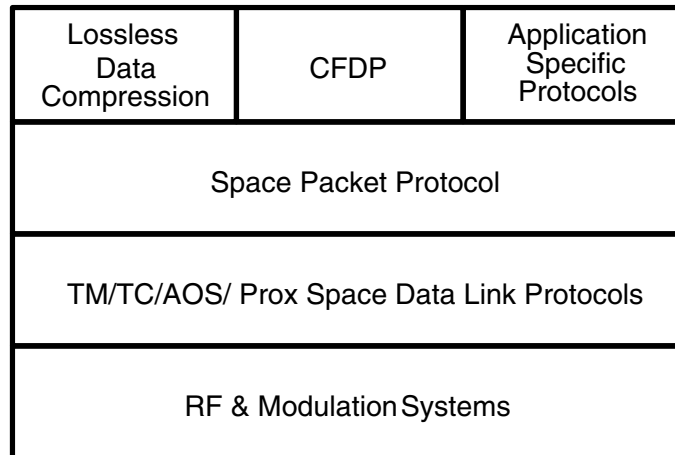 Lossless
Data
Compression
CFDP
Application
Specific
Protocols
Space Packet Protocol
TM/TC/AOS/ Prox Space Data Link Protocols
RF & Modulation Systems